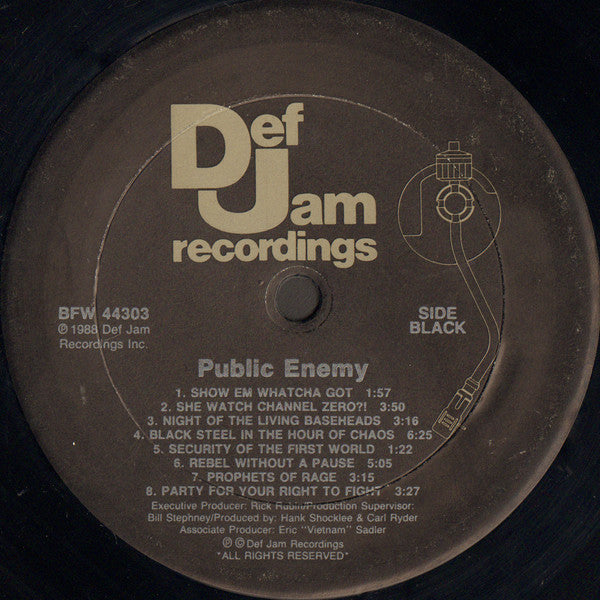 Def
Jam
recordings
BFW 44303
℗ 1988 Def Jam
Recordings Inc.
SIDE
BLACK
Public Enemy
1. SHOW EM WHATCHA GOT 1:57
2. SHE WATCH CHANNEL ZERO?! 3:50
3. NIGHT OF THE LIVING BASEHEADS 3:16
4. BLACK STEEL IN THE HOUR OF CHAOS 6:25
5. SECURITY OF THE FIRST WORLD 1:22
6. REBEL WITHOUT A PAUSE 5:05
7. PROPHETS OF RAGE 3:15
8. PARTY FOR YOUR RIGHT TO FIGHT 3:27
Executive Producer: Rick Rubin/Production Supervisor:
Bill Stephney/Produced by: Hank Shocklee & Carl Ryder
Associate Producer: Eric "Vietnam" Sadler
℗ © Def Jam Recordings
*ALL RIGHTS RESERVED*